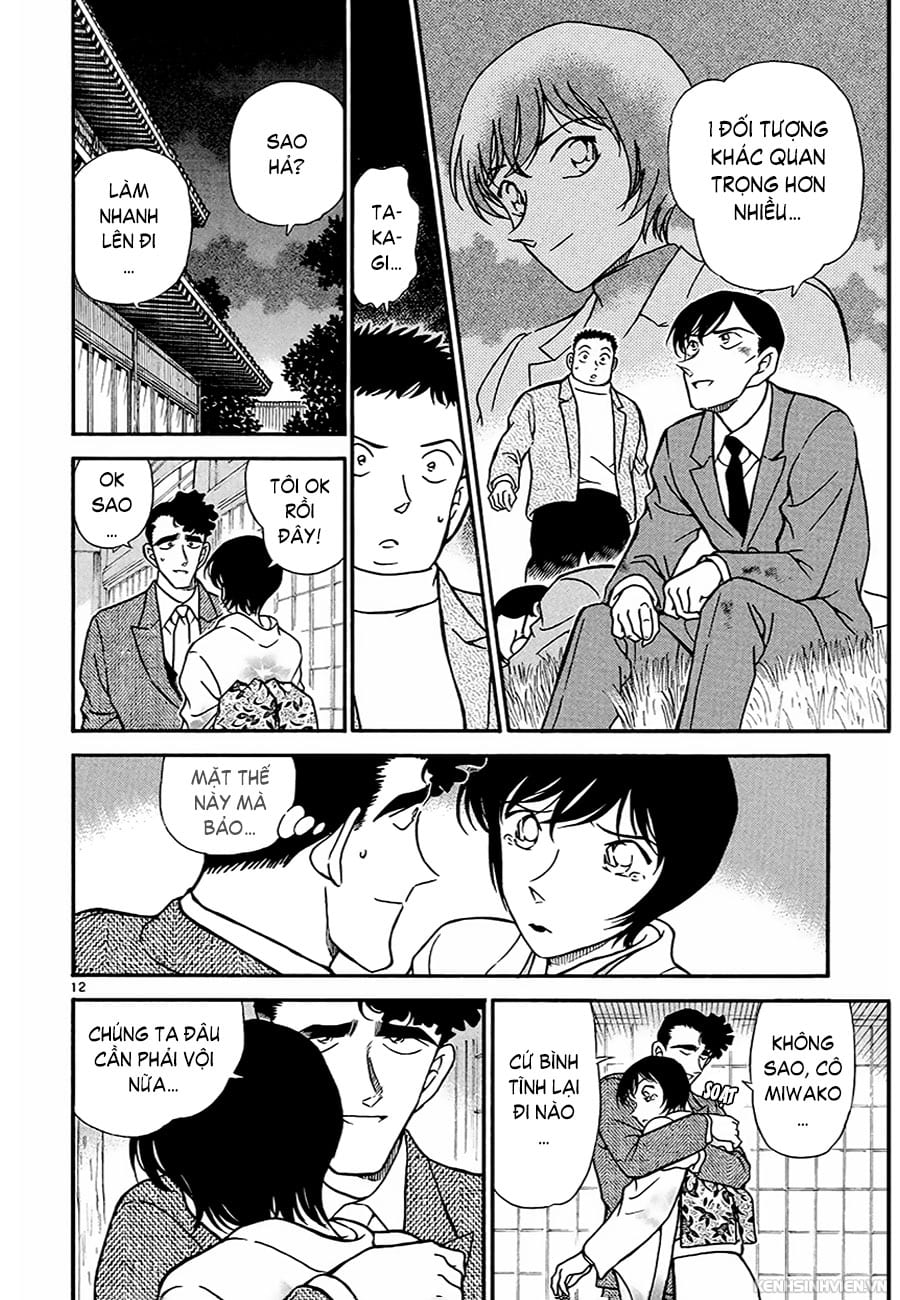 1 ĐỐI TƯỢNG
KHÁC QUAN
TRỌNG HƠN
NHIỀU...
TA-
KA-
GI...
SAO
HẢ?
LÀM
NHANH
LÊN ĐI
...
TÔI OK
RỒI
ĐÂY!
OK
SAO
...
MẶT THẾ
NÀY MÀ
BẢO...
12
KHÔNG
SAO, CÔ
MIWAKO
SOẠT
CỨ BÌNH
TĨNH LẠI
ĐI NÀO
...
CHÚNG TA ĐÂU
CẦN PHẢI VỘI
NỮA...
KENHSINHVIEN.VN